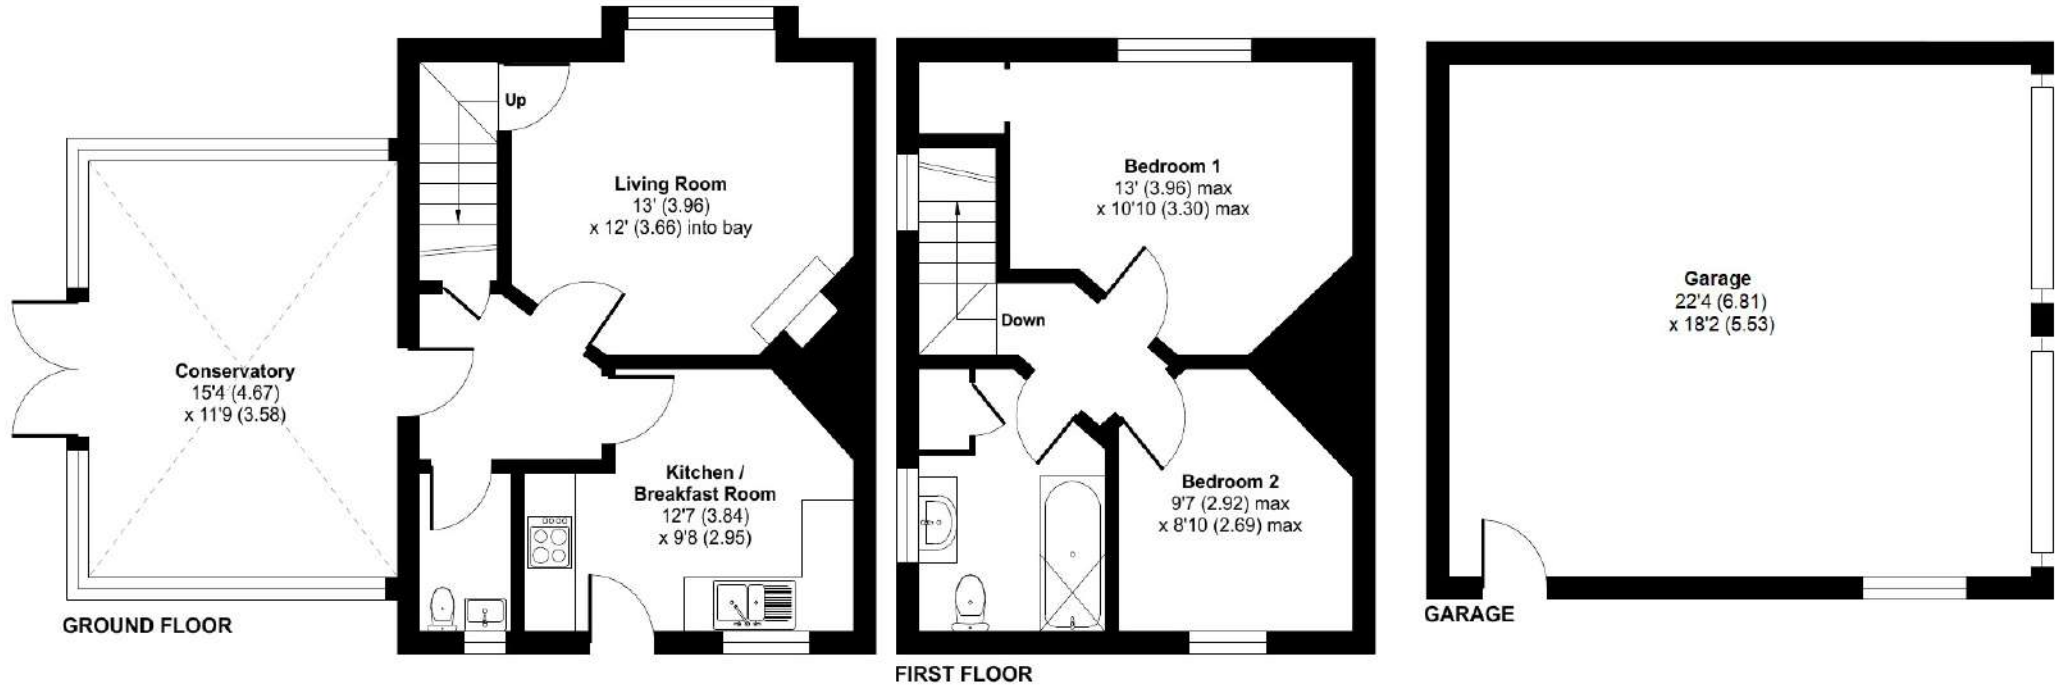 Up
Living Room
13' (3.96)
x 12' (3.66) into bay
Conservatory
15'4 (4.67)
x 11'9 (3.58)
Kitchen /
Breakfast Room
12'7 (3.84)
x 9'8 (2.95)
GROUND FLOOR
Bedroom 1
13' (3.96) max
x 10'10 (3.30) max
Down
Bedroom 2
9'7 (2.92) max
x 8'10 (2.69) max
FIRST FLOOR
Garage
22'4 (6.81)
x 18'2 (5.53)
GARAGE